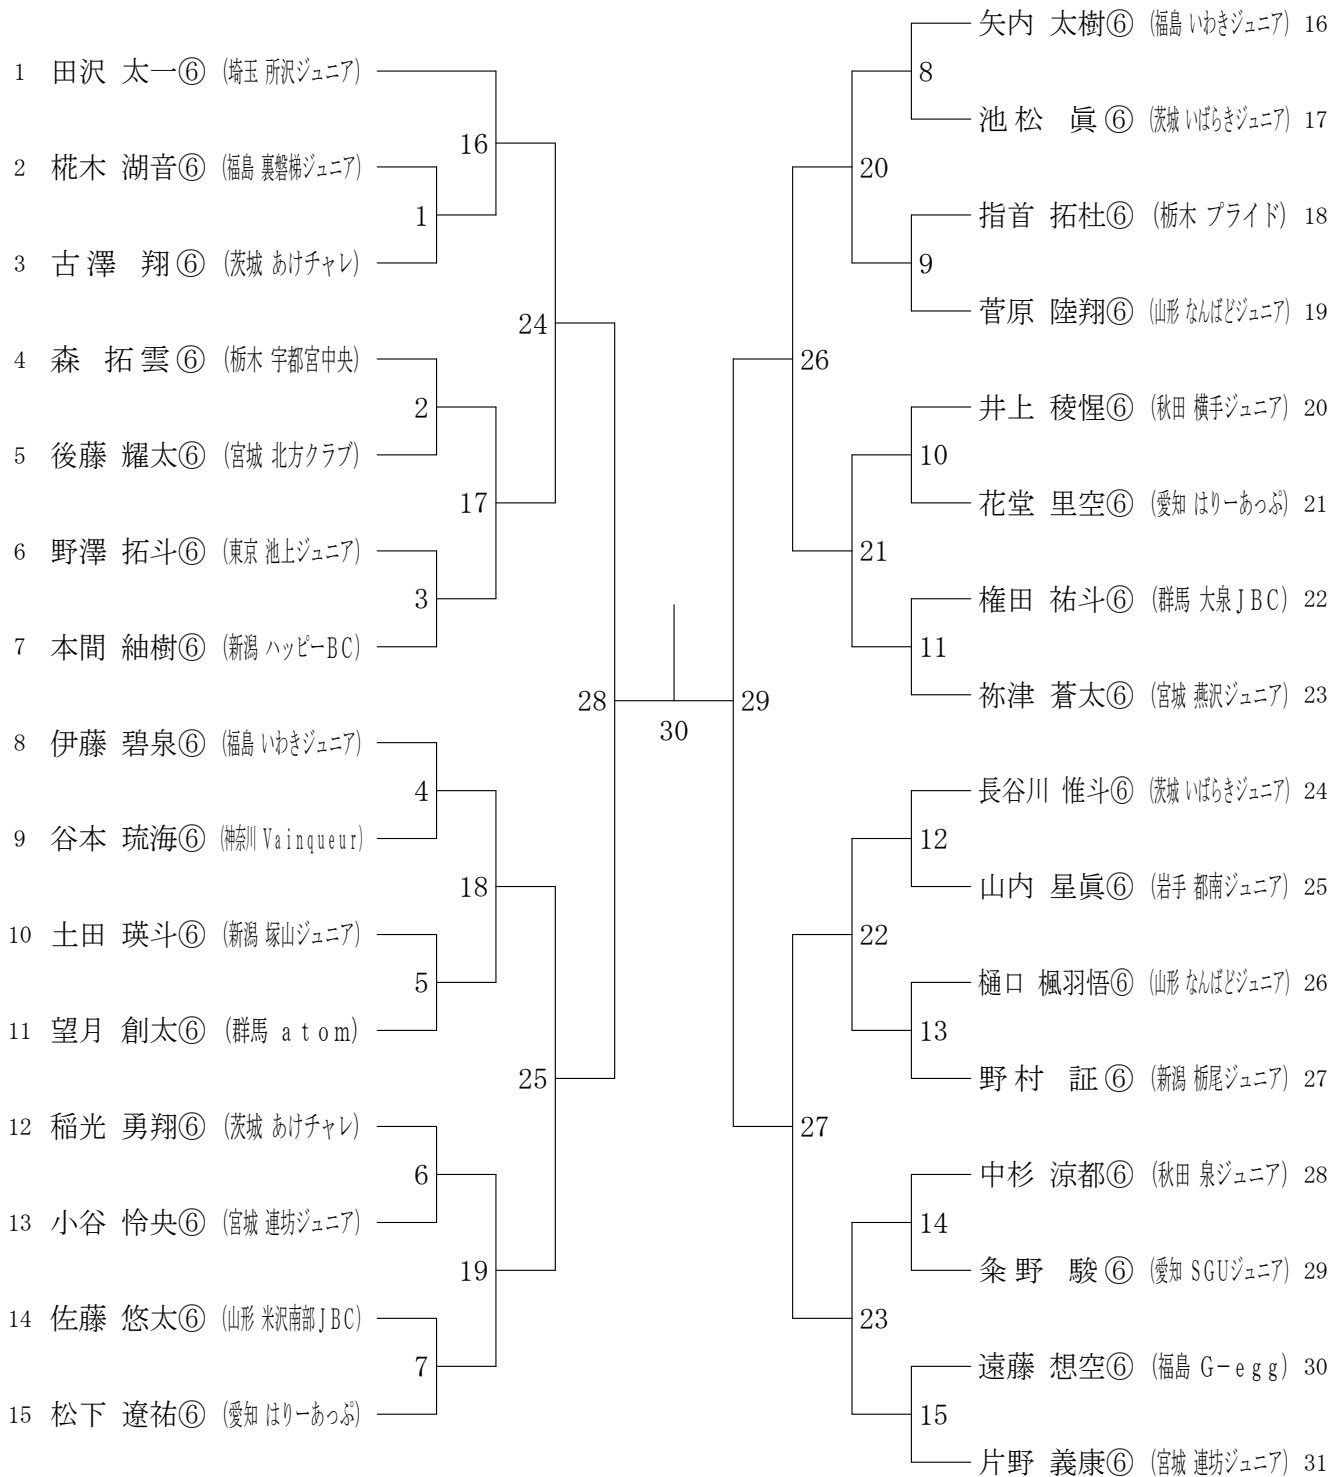 1 田沢 太一⑥ (埼玉 所沢ジュニア)
2 椛木 湖音⑥ (福島 裏磐梯ジュニア)
3 古澤 翔⑥ (茨城 あけチャレ)
4 森 拓雲⑥ (栃木 宇都宮中央)
5 後藤 耀太⑥ (宮城 北方クラブ)
6 野澤 拓斗⑥ (東京 池上ジュニア)
7 本間 紬樹⑥ (新潟 ハッピーBC)
8 伊藤 碧泉⑥ (福島 いわきジュニア)
9 谷本 琉海⑥ (神奈川 Vainqueur)
10 土田 瑛斗⑥ (新潟 塚山ジュニア)
11 望月 創太⑥ (群馬 atom)
12 稲光 勇翔⑥ (茨城 あけチャレ)
13 小谷 怜央⑥ (宮城 連坊ジュニア)
14 佐藤 悠太⑥ (山形 米沢南部JBC)
15 松下 遼祐⑥ (愛知 はりーあっぷ)
1
2
3
4
5
6
7
16
17
18
19
24
25
28
30
29
26
27
20
21
22
23
8
9
10
11
12
13
14
15
矢内 太樹⑥ (福島 いわきジュニア) 16
池松 眞⑥ (茨城 いばらきジュニア) 17
指首 拓杜⑥ (栃木 プライド) 18
菅原 陸翔⑥ (山形 なんばどジュニア) 19
井上 稜惺⑥ (秋田 横手ジュニア) 20
花堂 里空⑥ (愛知 はりーあっぷ) 21
権田 祐斗⑥ (群馬 大泉JBC) 22
祢津 蒼太⑥ (宮城 燕沢ジュニア) 23
長谷川 惟斗⑥ (茨城 いばらきジュニア) 24
山内 星眞⑥ (岩手 都南ジュニア) 25
樋口 楓羽悟⑥ (山形 なんばどジュニア) 26
野村 証⑥ (新潟 栃尾ジュニア) 27
中杉 涼都⑥ (秋田 泉ジュニア) 28
粂野 駿⑥ (愛知 SGUジュニア) 29
遠藤 想空⑥ (福島 G-egg) 30
片野 義康⑥ (宮城 連坊ジュニア) 31